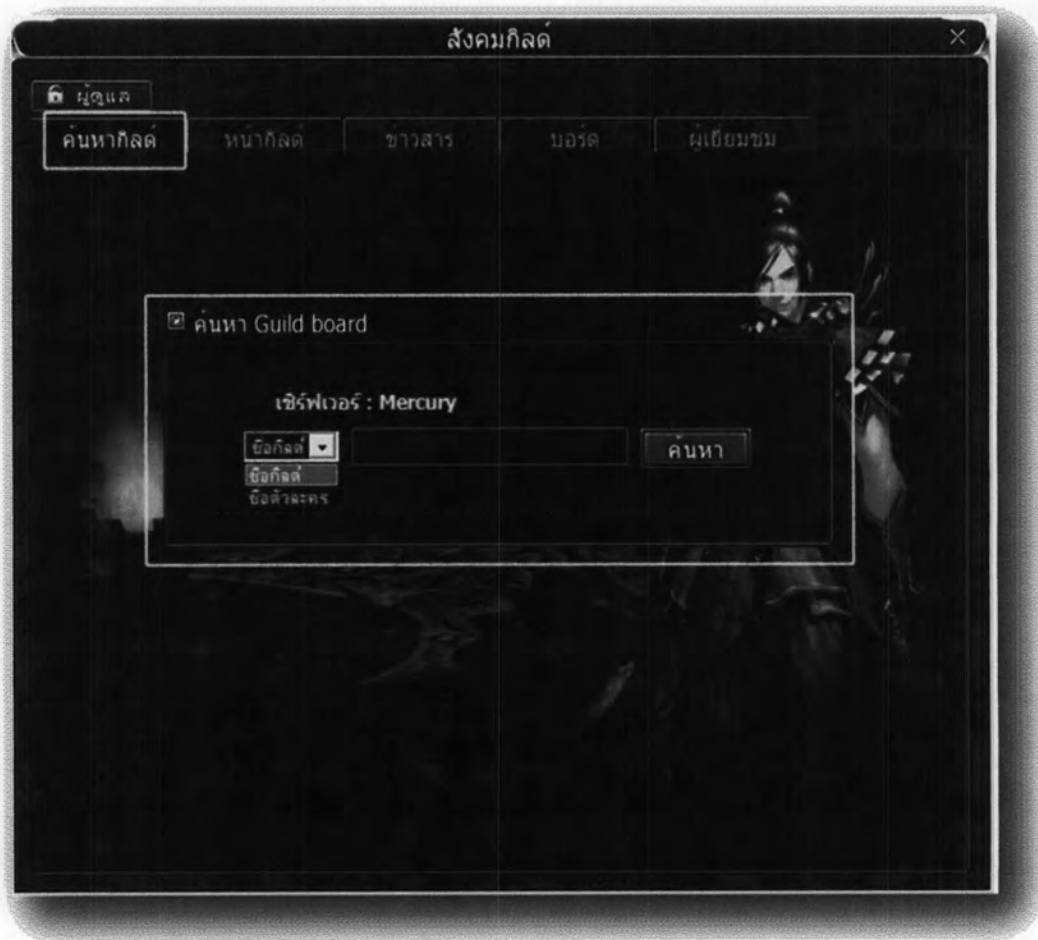 สังคมกิลด์
ผู้ดูแล
ค้นหากิลด์ หน้ากิลด์ ข่าวสาร บอร์ด ผู้เยี่ยมชม
ค้นหา Guild board
เซิร์ฟเวอร์ : Mercury
ชื่อกิลด์ ค้นหา
ชื่อกิลด์
ชื่อตัวละคร